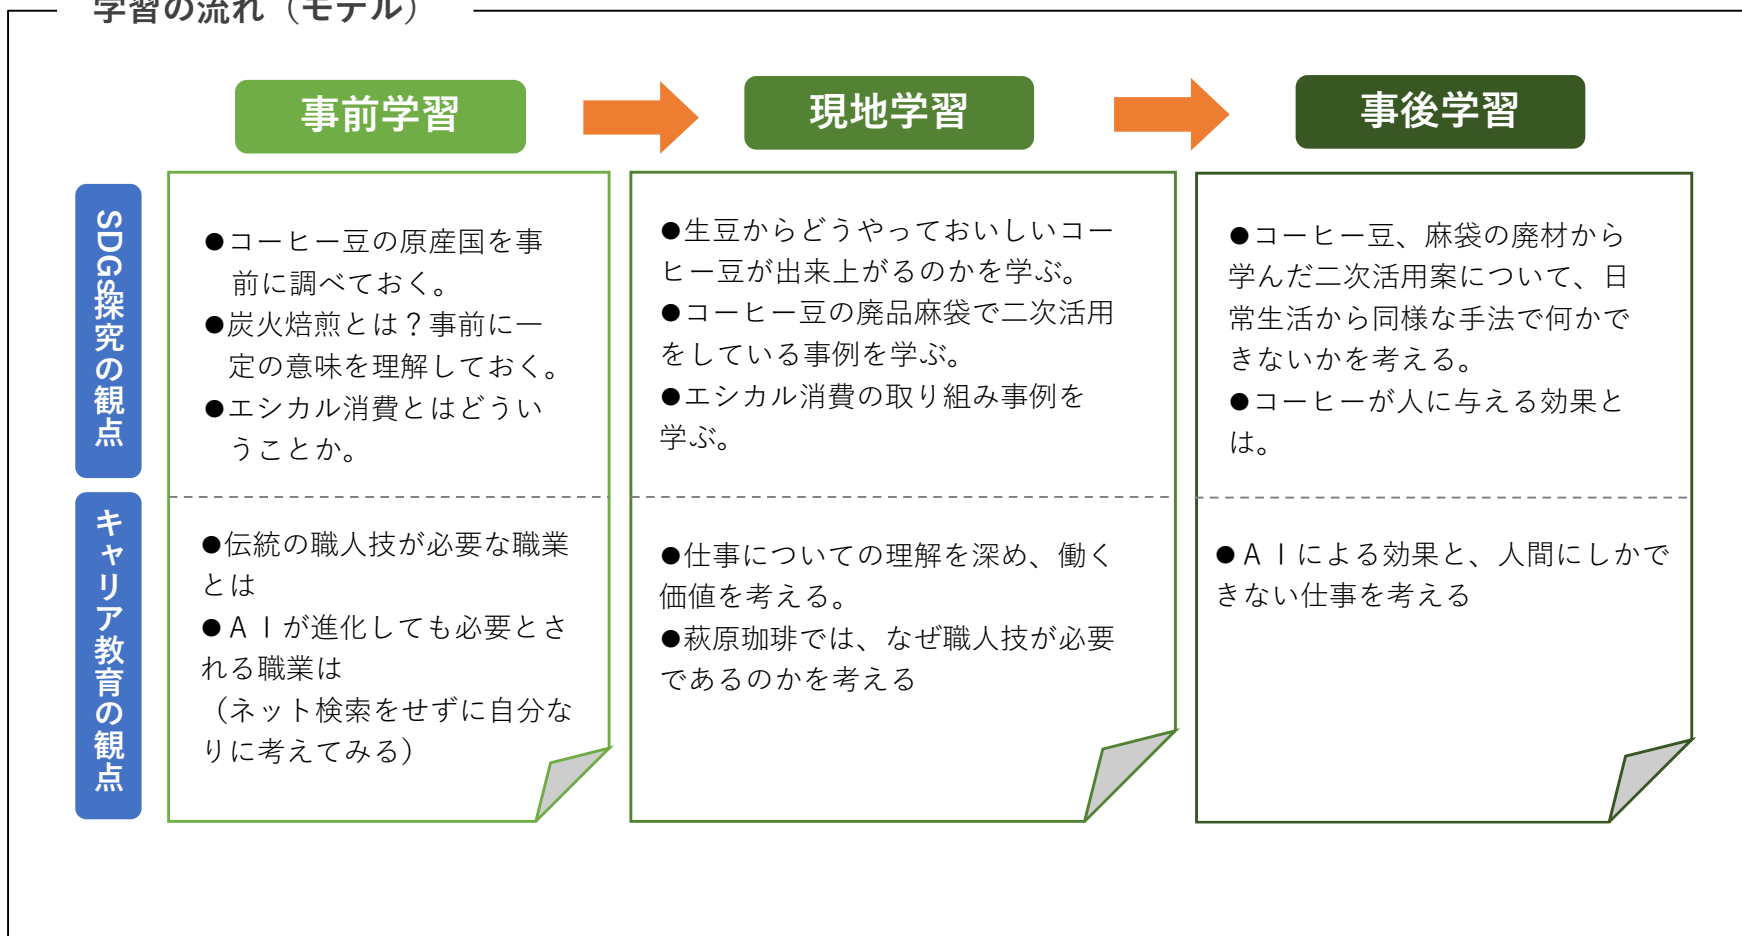 学習の流れ（モデル）
事前学習
現地学習
事後学習
SDGs探究の観点
●コーヒー豆の原産国を事
前に調べておく。
●炭火焙煎とは？事前に一
定の意味を理解しておく。
●エシカル消費とはどうい
うことか。
●生豆からどうやっておいしいコー
ヒー豆が出来上がるのかを学ぶ。
●コーヒー豆の廃品麻袋で二次活用
をしている事例を学ぶ。
●エシカル消費の取り組み事例を
学ぶ。
●コーヒー豆、麻袋の廃材から
学んだ二次活用案について、日
常生活から同様な手法で何かで
きないかを考える。
●コーヒーが人に与える効果と
は。
キャリア教育の観点
●伝統の職人技が必要な職業
とは
●ＡＩが進化しても必要とさ
れる職業は
（ネット検索をせずに自分な
りに考えてみる）
●仕事についての理解を深め、働く
価値を考える。
●萩原珈琲では、なぜ職人技が必要
であるのかを考える
●ＡＩによる効果と、人間にしかで
きない仕事を考える